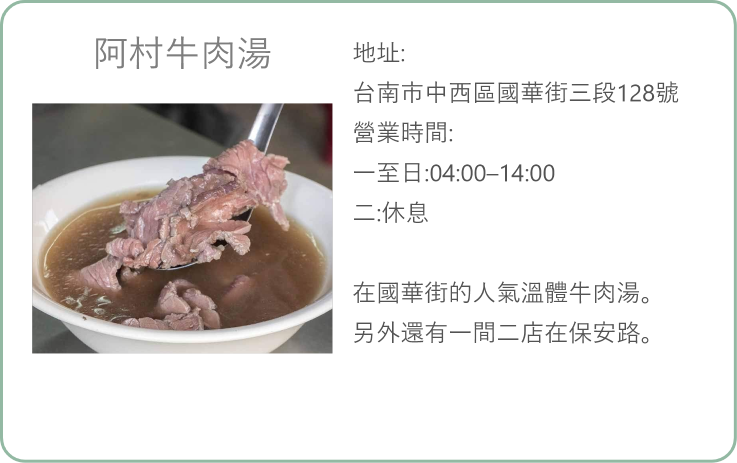 阿村牛肉湯
地址:
台南市中西區國華街三段128號
營業時間:
一至日:04:00–14:00
二:休息
在國華街的人氣溫體牛肉湯。
另外還有一間二店在保安路。